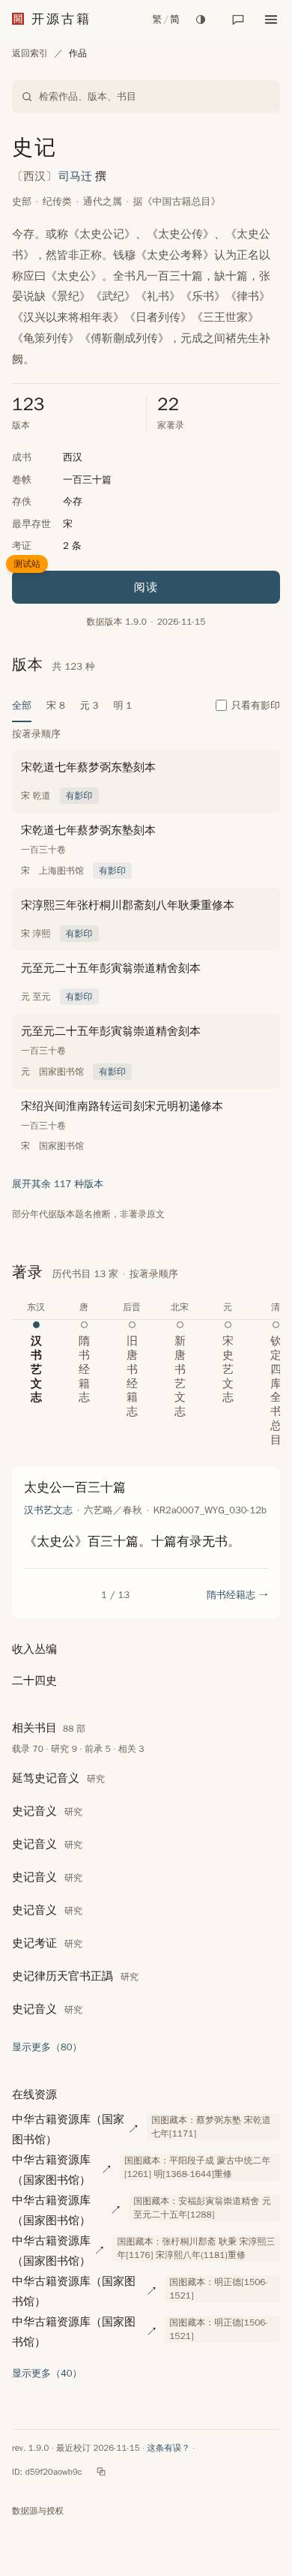 籍 开源古籍 繁/简
返回索引 / 作品
检索作品、版本、书目
史记
〔西汉〕 司马迁 撰
史部 · 纪传类 · 通代之属 · 据《中国古籍总目》
今存。或称《太史公记》、《太史公传》、《太史公
书》，然皆非正称。钱穆《太史公考释》认为正名以
称应曰《太史公》。全书凡一百三十篇，缺十篇，张
晏说缺《景纪》《武纪》《礼书》《乐书》《律书》
《汉兴以来将相年表》《日者列传》《三王世家》
《龟策列传》《傅靳蒯成列传》，元成之间褚先生补
阙。
123 22
版本 家著录
成书 西汉
卷帙 一百三十篇
存佚 今存
最早存世 宋
考证 2 条
测试站
阅读
数据版本 1.9.0 · 2026-11-15
版本 共 123 种
全部 宋 8 元 3 明 1 只看有影印
按著录顺序
宋乾道七年蔡梦弼东塾刻本
宋 乾道 有影印
宋乾道七年蔡梦弼东塾刻本
一百三十卷
宋 上海图书馆 有影印
宋淳熙三年张杅桐川郡斋刻八年耿秉重修本
宋 淳熙 有影印
元至元二十五年彭寅翁崇道精舍刻本
元 至元 有影印
元至元二十五年彭寅翁崇道精舍刻本
一百三十卷
元 国家图书馆 有影印
宋绍兴间淮南路转运司刻宋元明初递修本
一百三十卷
宋 国家图书馆
展开其余 117 种版本
部分年代据版本题名推断，非著录原文
著录 历代书目 13 家 · 按著录顺序
东汉 唐 后晋 北宋 元 清
汉书艺文志
隋书经籍志
旧唐书经籍志
新唐书艺文志
宋史艺文志
钦定四库全书总目
太史公一百三十篇
汉书艺文志 · 六艺略／春秋 · KR2a0007_WYG_030-12b
《太史公》百三十篇。十篇有录无书。
1 / 13 隋书经籍志 →
收入丛编
二十四史
相关书目 88 部
载录 70 · 研究 9 · 前承 5 · 相关 3
延笃史记音义 研究
史记音义 研究
史记音义 研究
史记音义 研究
史记音义 研究
史记考证 研究
史记律历天官书正譌 研究
史记音义 研究
显示更多（80）
在线资源
中华古籍资源库（国家 ↗ 国图藏本：蔡梦弼东塾 宋乾道
图书馆） 七年[1171]
中华古籍资源库 ↗ 国图藏本：平阳段子成 蒙古中统二年
（国家图书馆） [1261] 明[1368-1644]重修
中华古籍资源库 ↗ 国图藏本：安福彭寅翁崇道精舍 元
（国家图书馆） 至元二十五年[1288]
中华古籍资源库 ↗ 国图藏本：张杅桐川郡斋 耿秉 宋淳熙三
（国家图书馆） 年[1176] 宋淳熙八年(1181)重修
中华古籍资源库（国家图 ↗ 国图藏本：明正德[1506-
书馆） 1521]
中华古籍资源库（国家图 ↗ 国图藏本：明正德[1506-
书馆） 1521]
显示更多（40）
rev. 1.9.0 · 最近校订 2026-11-15 · 这条有误？ ·
ID: d59f20aowb9c
数据源与授权